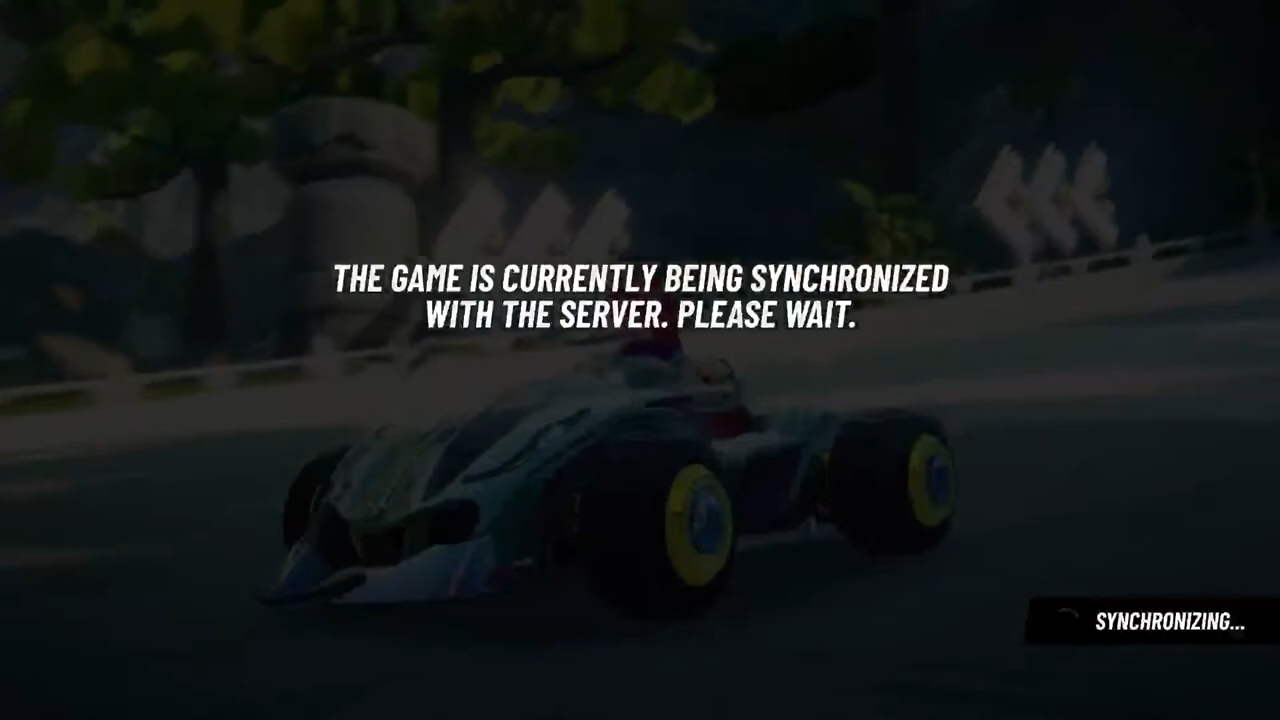 THE GAME IS CURRENTLY BEING SYNCHRONIZED
WITH THE SERVER. PLEASE WAIT.
SYNCHRONIZING...